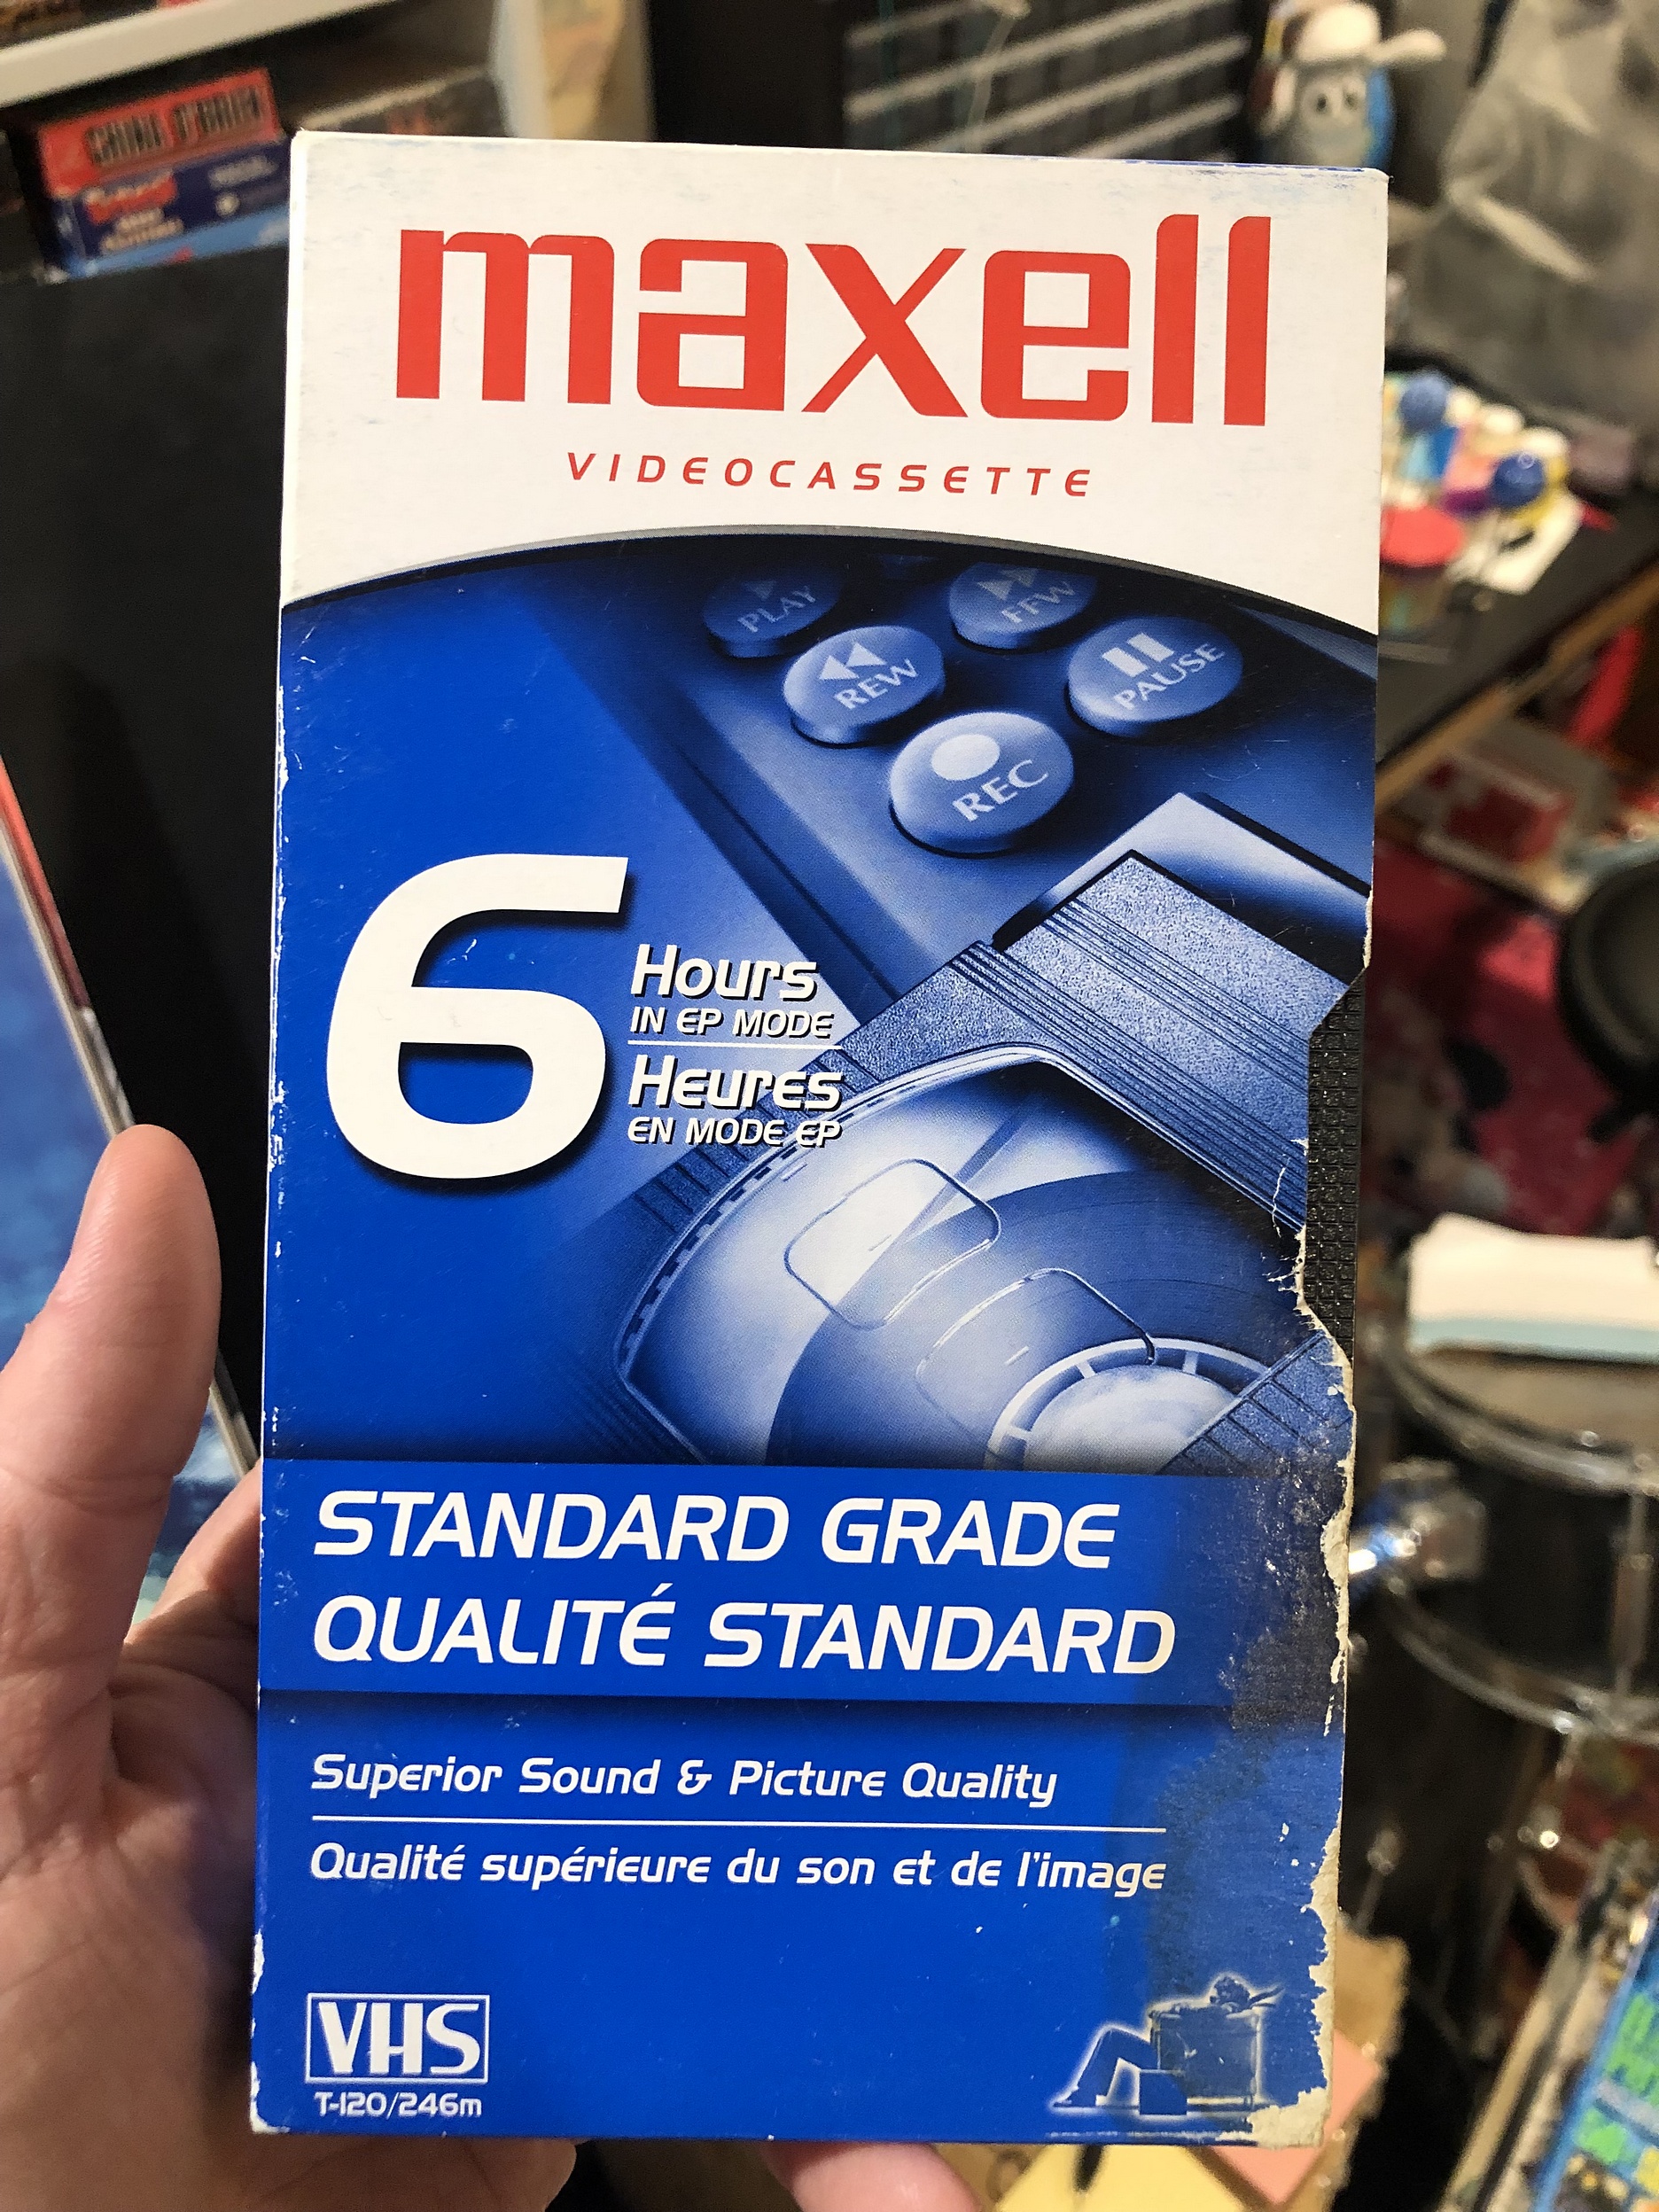 maxell
VIDEOCASSETTE
PLAY
FFW
REW
PAUSE
REC
6
Hours
IN EP MODE
Heures
EN MODE EP
STANDARD GRADE
QUALITÉ STANDARD
Superior Sound & Picture Quality
Qualité supérieure du son et de l'image
VHS
T-120/246m